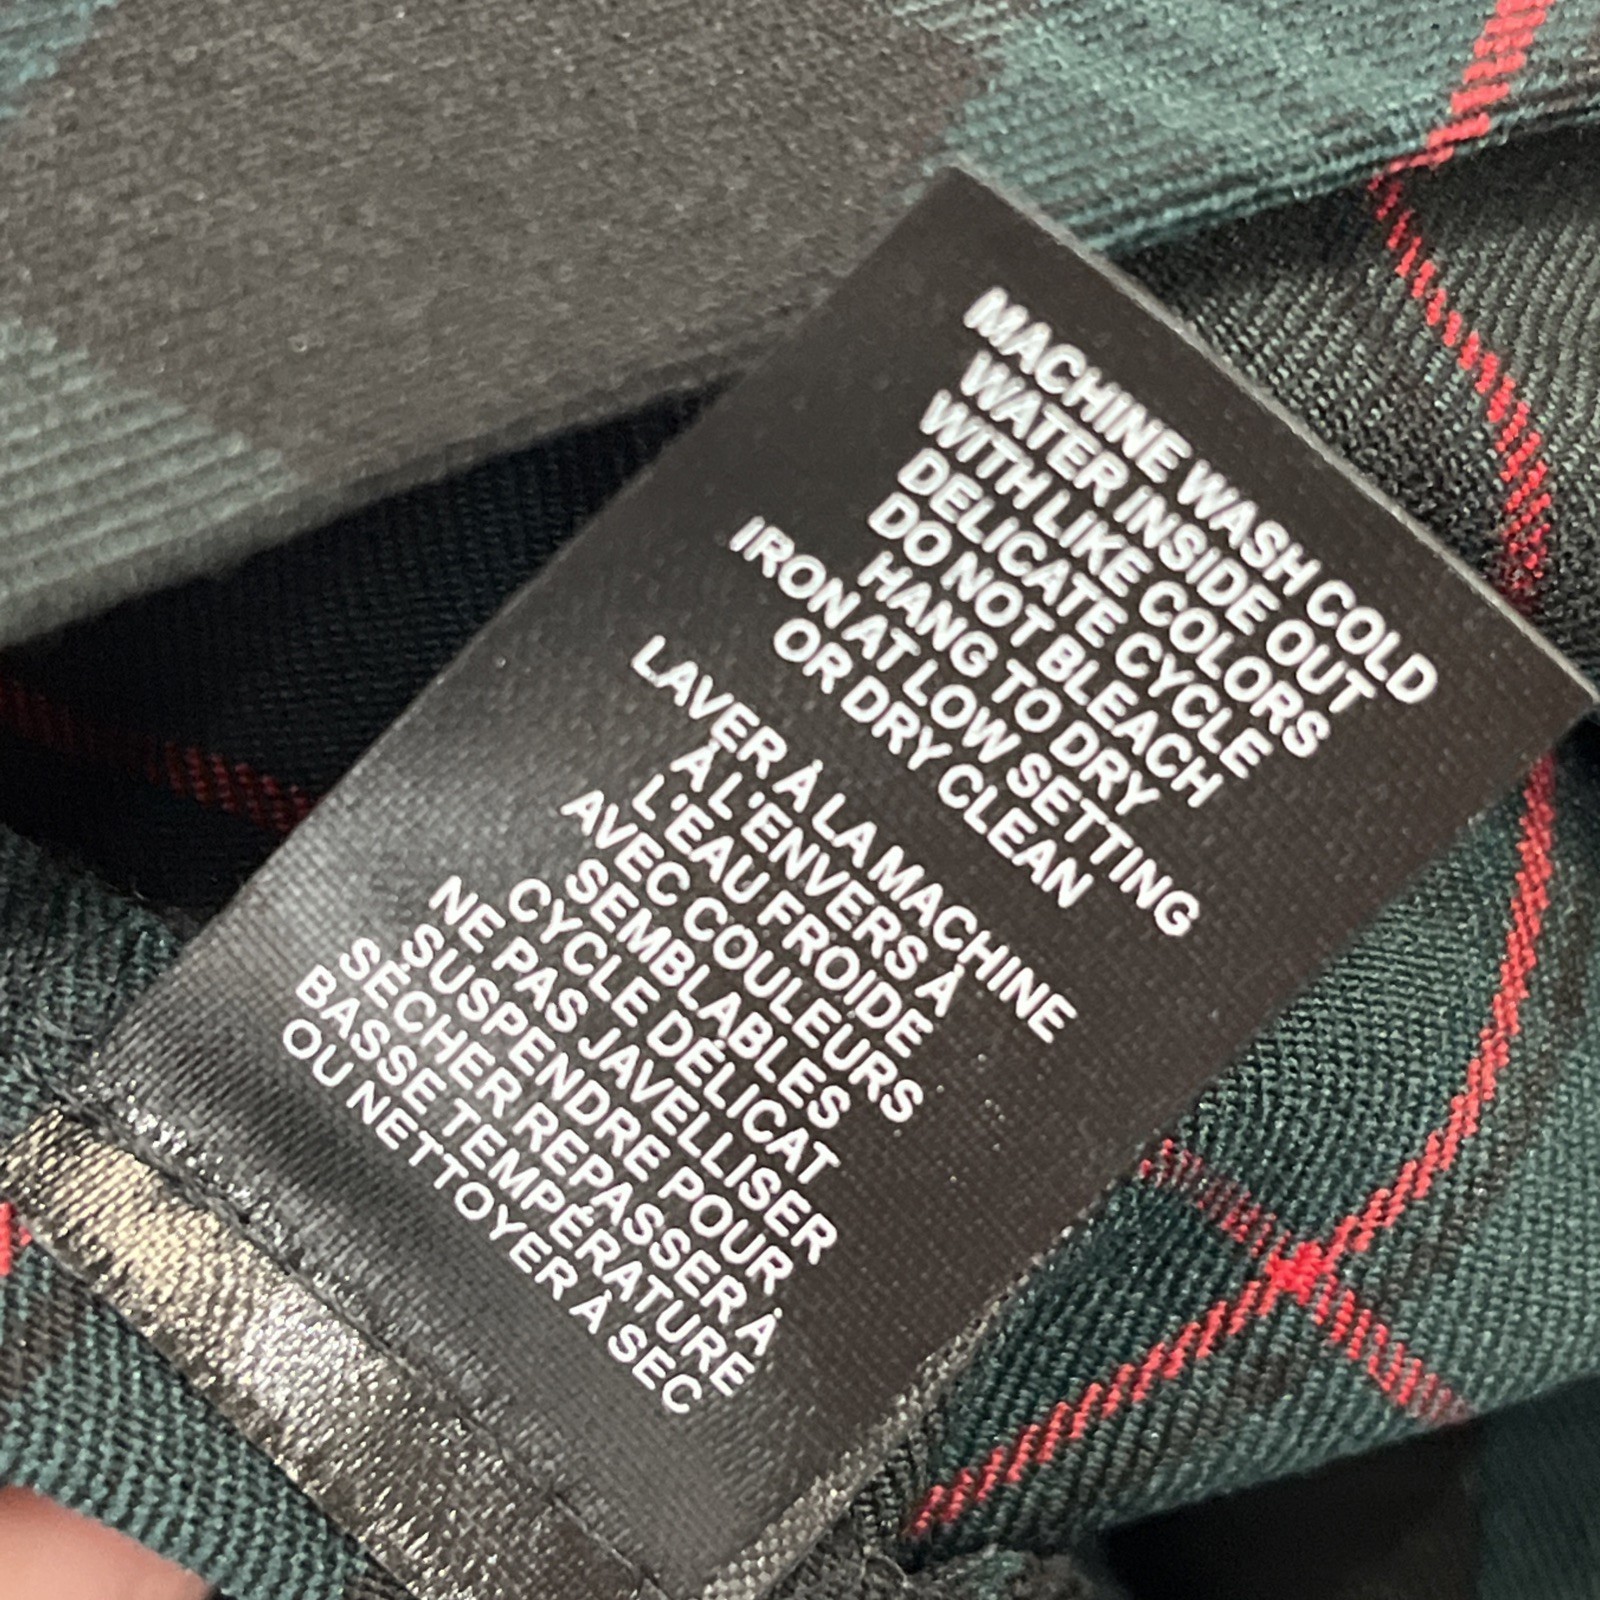 MACHINE WASH COLD
WATER INSIDE OUT
WITH LIKE COLORS
DELICATE CYCLE
DO NOT BLEACH
HANG TO DRY
IRON AT LOW SETTING
OR DRY CLEAN
LAVER À LA MACHINE
À L'ENVERS À
L'EAU FROIDE
AVEC COULEURS
SEMBLABLES
CYCLE DÉLICAT
NE PAS JAVELLISER
SUSPENDRE POUR
SÉCHER REPASSER À
BASSE TEMPÉRATURE
OU NETTOYER À SEC